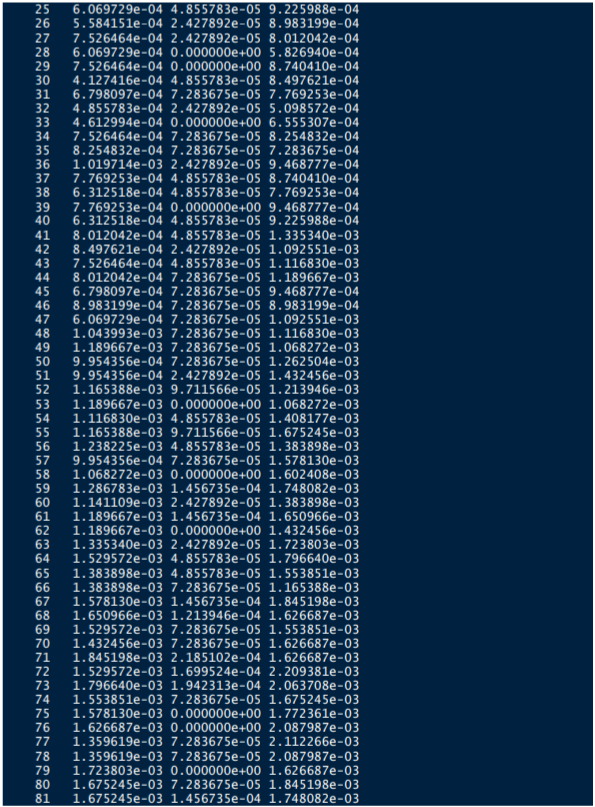 25 6.069729e-04 4.855783e-05 9.225988e-04
26 5.584151e-04 2.427892e-05 8.983199e-04
27 7.526464e-04 2.427892e-05 8.012042e-04
28 6.069729e-04 0.000000e+00 5.826940e-04
29 7.526464e-04 0.000000e+00 8.740410e-04
30 4.127416e-04 4.855783e-05 8.497621e-04
31 6.798097e-04 7.283675e-05 7.769253e-04
32 4.855783e-04 2.427892e-05 5.098572e-04
33 4.612994e-04 0.000000e+00 6.555307e-04
34 7.526464e-04 7.283675e-05 8.254832e-04
35 8.254832e-04 7.283675e-05 7.283675e-04
36 1.019714e-03 2.427892e-05 9.468777e-04
37 7.769253e-04 4.855783e-05 8.740410e-04
38 6.312518e-04 4.855783e-05 7.769253e-04
39 7.769253e-04 0.000000e+00 9.468777e-04
40 6.312518e-04 4.855783e-05 9.225988e-04
41 8.012042e-04 4.855783e-05 1.335340e-03
42 8.497621e-04 2.427892e-05 1.092551e-03
43 7.526464e-04 4.855783e-05 1.116830e-03
44 8.012042e-04 7.283675e-05 1.189667e-03
45 6.798097e-04 7.283675e-05 9.468777e-04
46 8.983199e-04 7.283675e-05 8.983199e-04
47 6.069729e-04 7.283675e-05 1.092551e-03
48 1.043993e-03 7.283675e-05 1.116830e-03
49 1.189667e-03 7.283675e-05 1.068272e-03
50 9.954356e-04 7.283675e-05 1.262504e-03
51 9.954356e-04 2.427892e-05 1.432456e-03
52 1.165388e-03 9.711566e-05 1.213946e-03
53 1.189667e-03 0.000000e+00 1.068272e-03
54 1.116830e-03 4.855783e-05 1.408177e-03
55 1.165388e-03 9.711566e-05 1.675245e-03
56 1.238225e-03 4.855783e-05 1.383898e-03
57 9.954356e-04 7.283675e-05 1.578130e-03
58 1.068272e-03 0.000000e+00 1.602408e-03
59 1.286783e-03 1.456735e-04 1.748082e-03
60 1.141109e-03 2.427892e-05 1.383898e-03
61 1.189667e-03 1.456735e-04 1.650966e-03
62 1.189667e-03 0.000000e+00 1.432456e-03
63 1.335340e-03 2.427892e-05 1.723803e-03
64 1.529572e-03 4.855783e-05 1.796640e-03
65 1.383898e-03 4.855783e-05 1.553851e-03
66 1.383898e-03 7.283675e-05 1.165388e-03
67 1.578130e-03 1.456735e-04 1.845198e-03
68 1.650966e-03 1.213946e-04 1.626687e-03
69 1.529572e-03 7.283675e-05 1.553851e-03
70 1.432456e-03 7.283675e-05 1.626687e-03
71 1.845198e-03 2.185102e-04 1.626687e-03
72 1.529572e-03 1.699524e-04 2.209381e-03
73 1.796640e-03 1.942313e-04 2.063708e-03
74 1.553851e-03 7.283675e-05 1.675245e-03
75 1.578130e-03 0.000000e+00 1.772361e-03
76 1.626687e-03 0.000000e+00 2.087987e-03
77 1.359619e-03 7.283675e-05 2.112266e-03
78 1.359619e-03 7.283675e-05 2.087987e-03
79 1.723803e-03 0.000000e+00 1.626687e-03
80 1.675245e-03 7.283675e-05 1.845198e-03
81 1.675245e-03 1.456735e-04 1.748082e-03